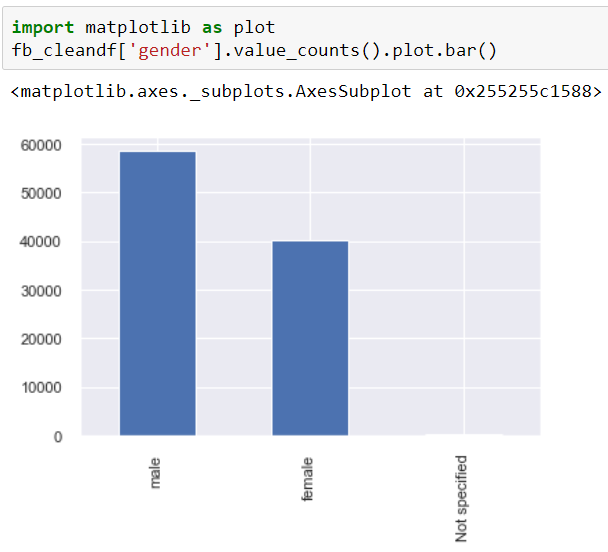 import matplotlib as plot
fb_cleandf['gender'].value_counts().plot.bar()
<matplotlib.axes._subplots.AxesSubplot at 0x255255c1588>
60000
50000
40000
30000
20000
10000
0
male
female
Not specified